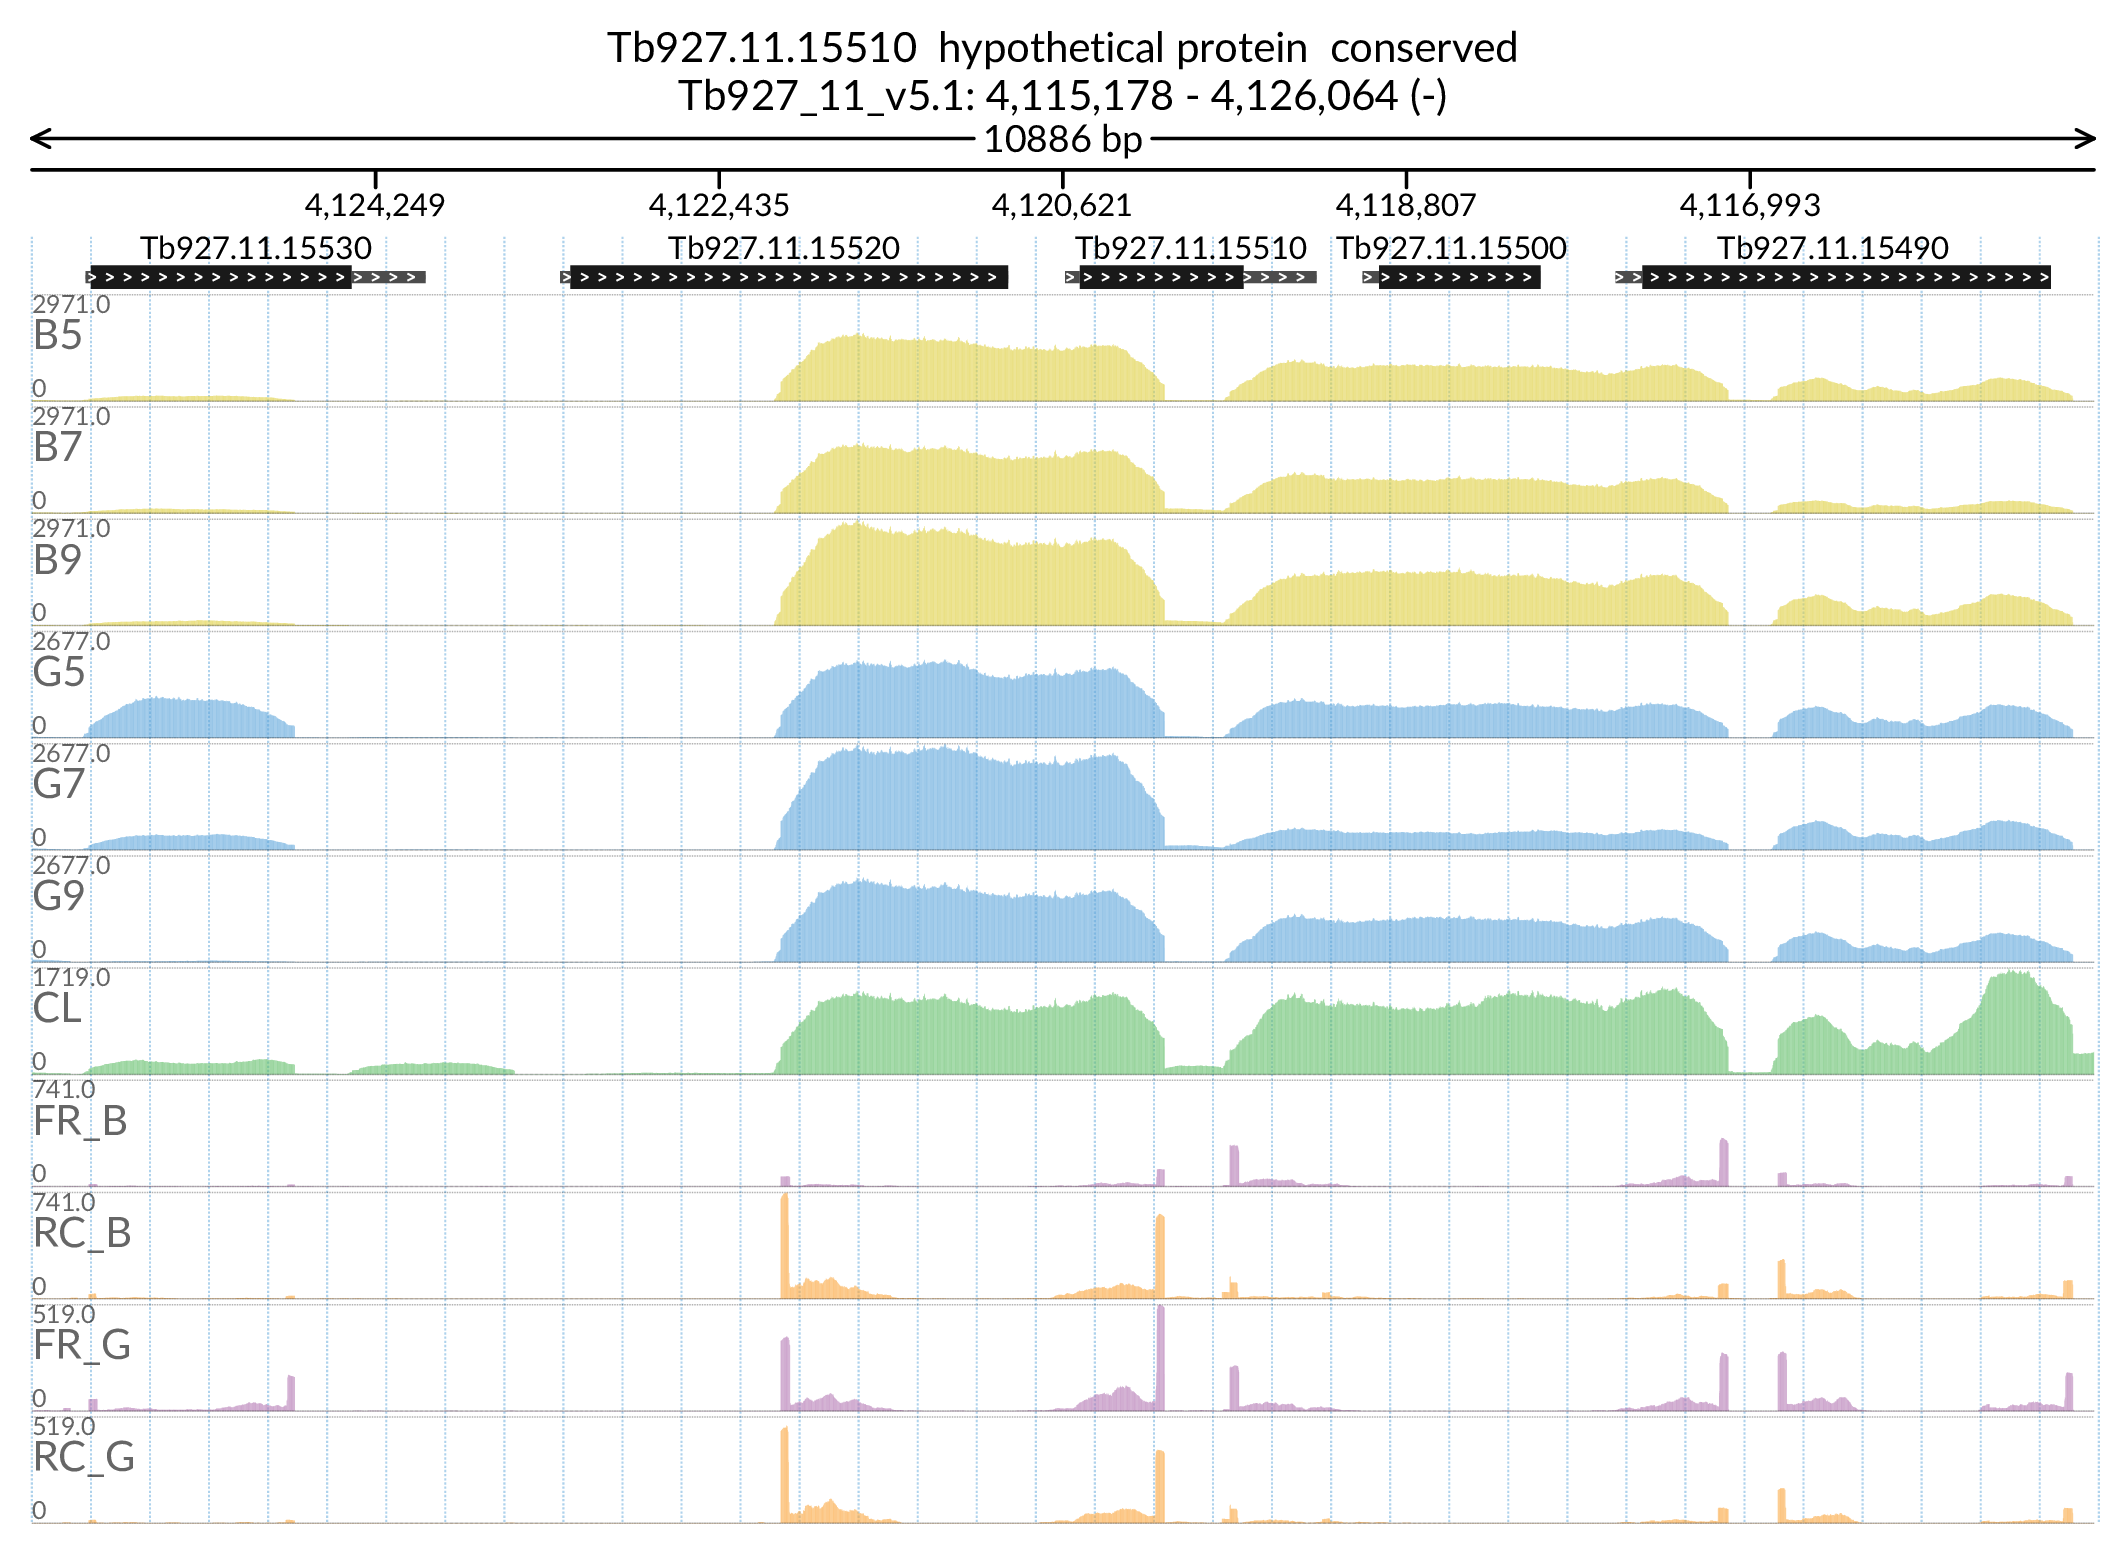 Tb927.11.15510 hypothetical protein conserved
Tb927_11_v5.1: 4,115,178 - 4,126,064 (-)
10886 bp
4,124,249 4,122,435 4,120,621 4,118,807 4,116,993
Tb927.11.15530 Tb927.11.15520 Tb927.11.15510 Tb927.11.15500 Tb927.11.15490
2971.0
B5
0
2971.0
B7
0
2971.0
B9
0
2677.0
G5
0
2677.0
G7
0
2677.0
G9
0
1719.0
CL
0
741.0
FR_B
0
741.0
RC_B
0
519.0
FR_G
0
519.0
RC_G
0